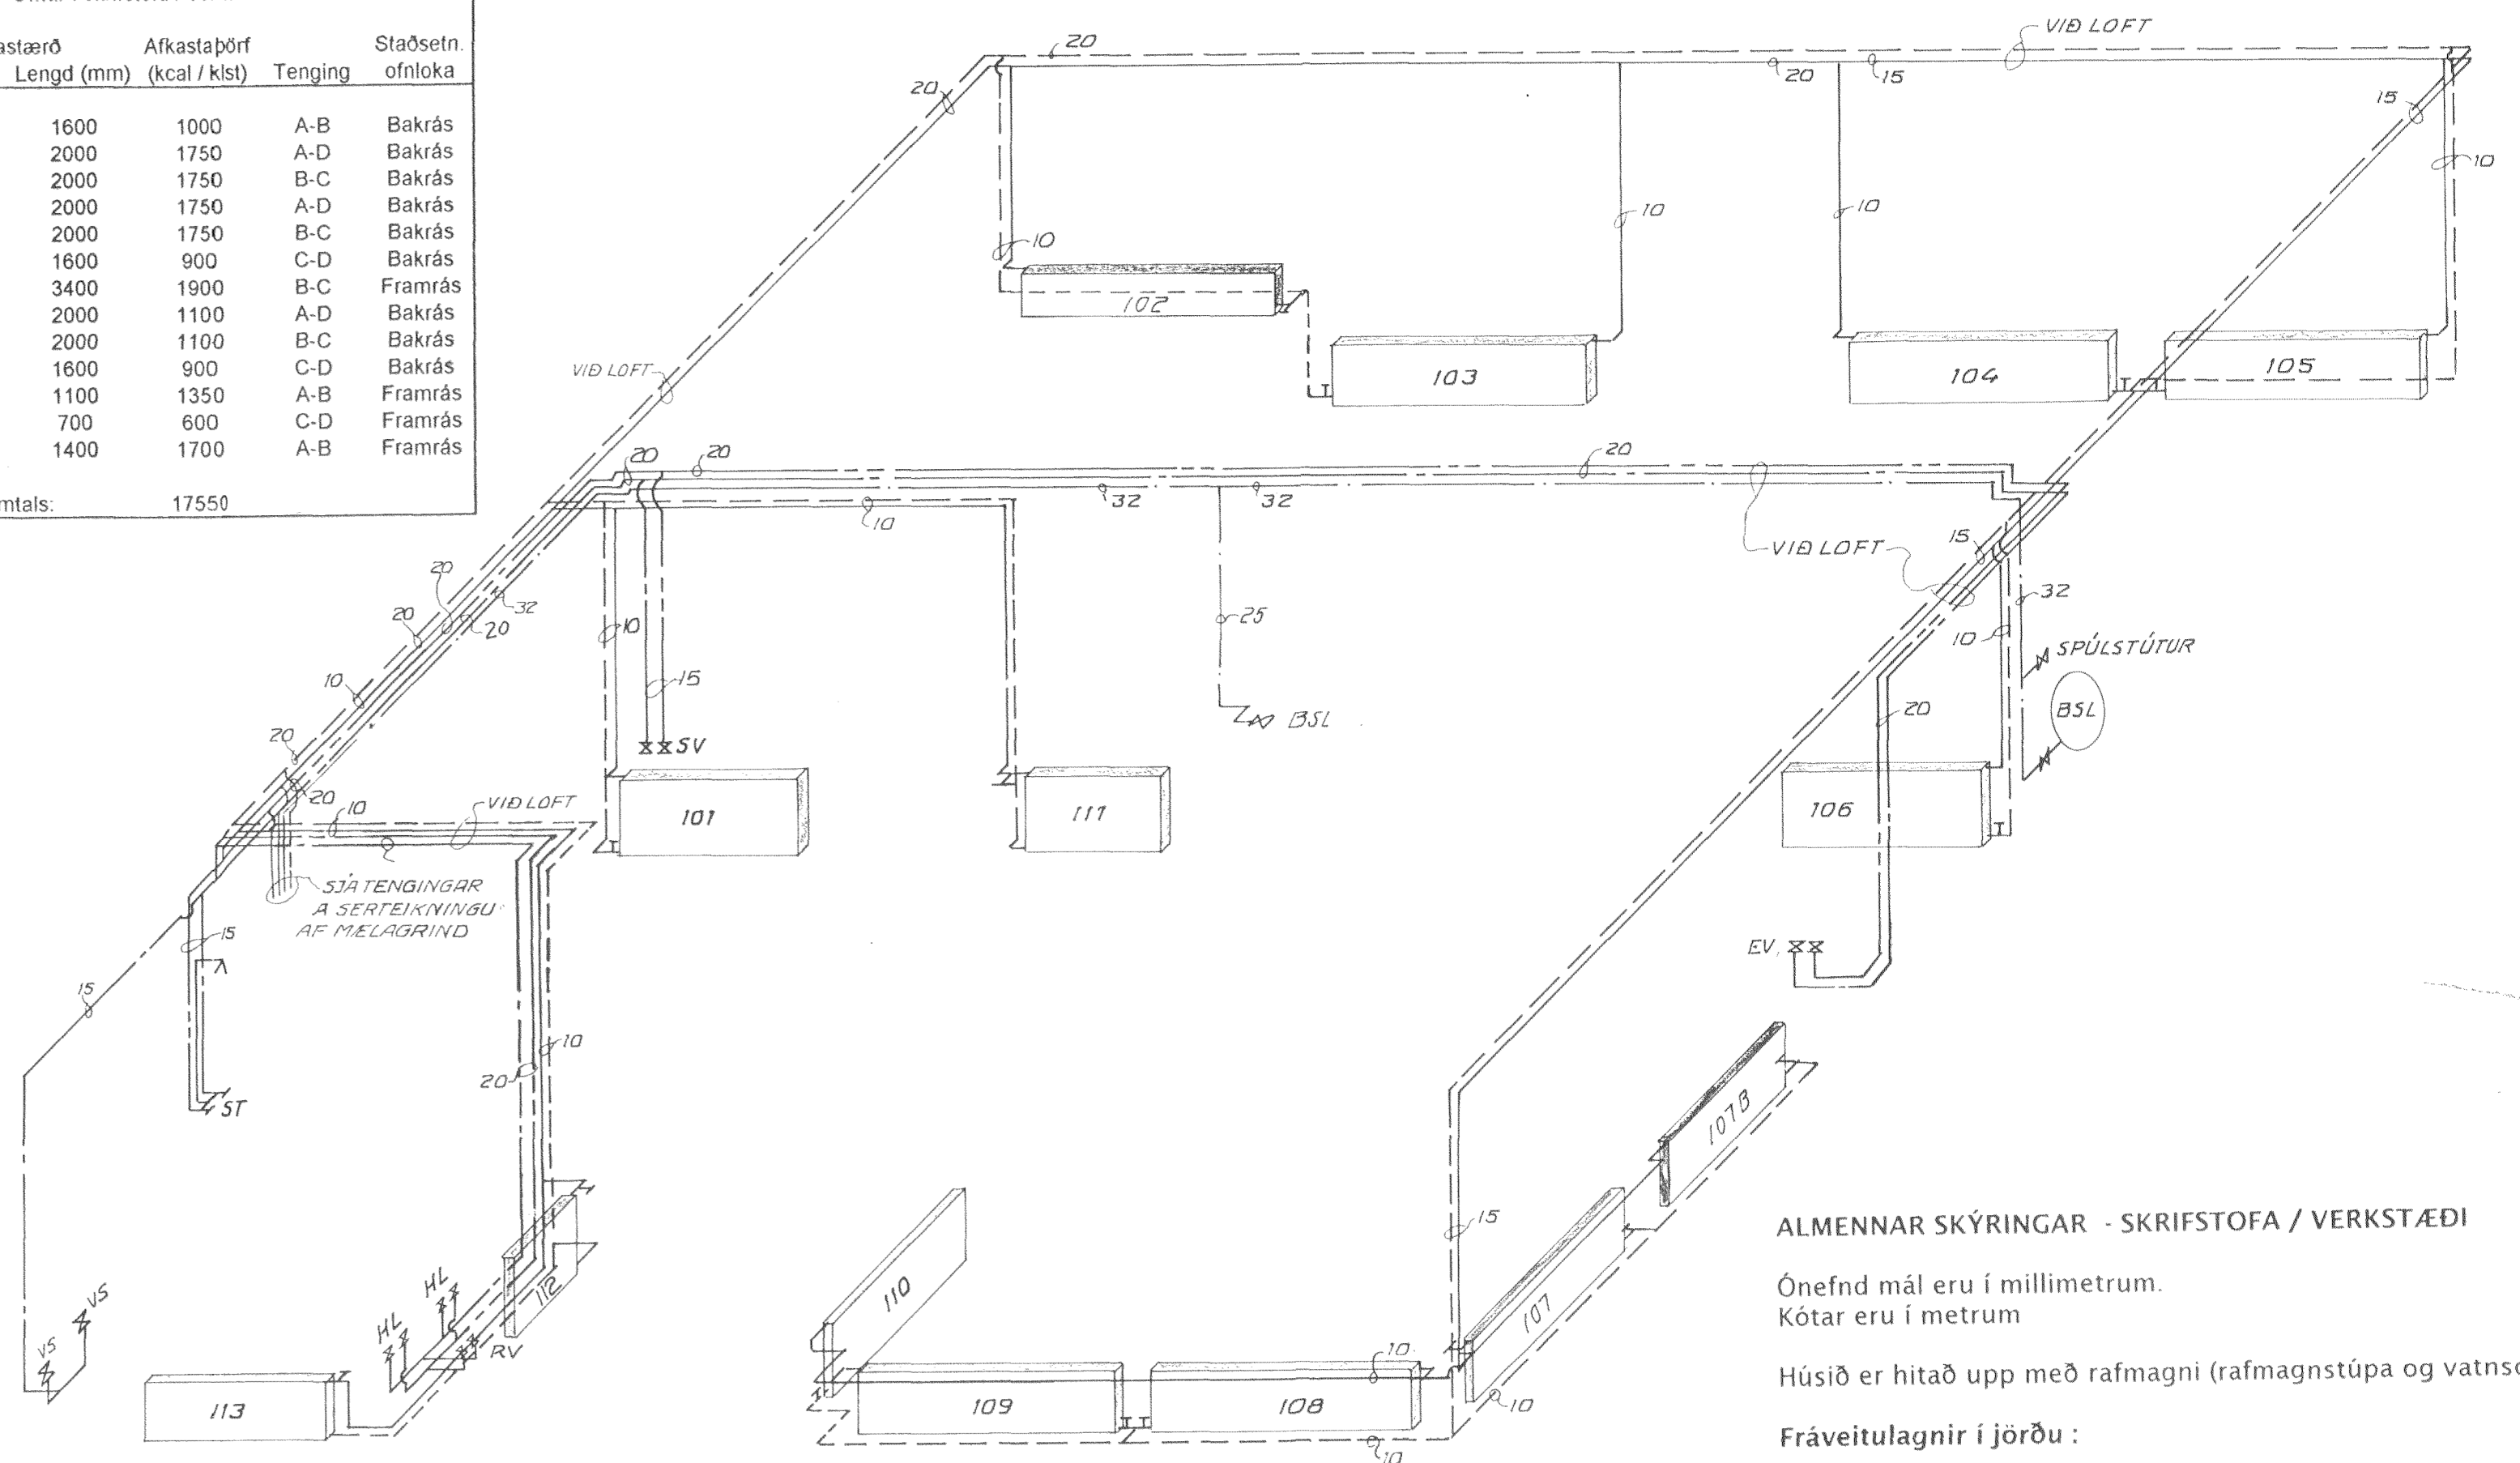 astærð Afkastaþörf Staðsetn.
Lengd (mm) (kcal / klst) Tenging ofnloka
1600 1000 A-B Bakrás
2000 1750 A-D Bakrás
2000 1750 B-C Bakrás
2000 1750 A-D Bakrás
2000 1750 B-C Bakrás
1600 900 C-D Bakrás
3400 1900 B-C Framrás
2000 1100 A-D Bakrás
2000 1100 B-C Bakrás
1600 900 C-D Bakrás
1100 1350 A-B Framrás
700 600 C-D Framrás
1400 1700 A-B Framrás
mtals: 17550
VIÐ LOFT
20
20
20
15
15
10
10
10
10
102
103
104
105
VIÐ LOFT
20
20
20
32
32
10
VIÐ LOFT
15
20
32
20
20
10
25
32
10
SPÚLSTÚTUR
10
15
20
BSL
BSL
20
SV
20
10
VIÐ LOFT
101
111
106
SJÁ TENGINGAR
A SERTEIKNINGU
AF MÆLAGRIND
15
EV
15
10
20
ST
107B
15
VS
VS
HL
HL
RV
112
110
107
10
10
10
113
109
108
ALMENNAR SKÝRINGAR - SKRIFSTOFA / VERKSTÆÐI
Ónefnd mál eru í millimetrum.
Kótar eru í metrum
Húsið er hitað upp með rafmagni (rafmagnstúpa og vatnso
Fráveitulagnir í jörðu :